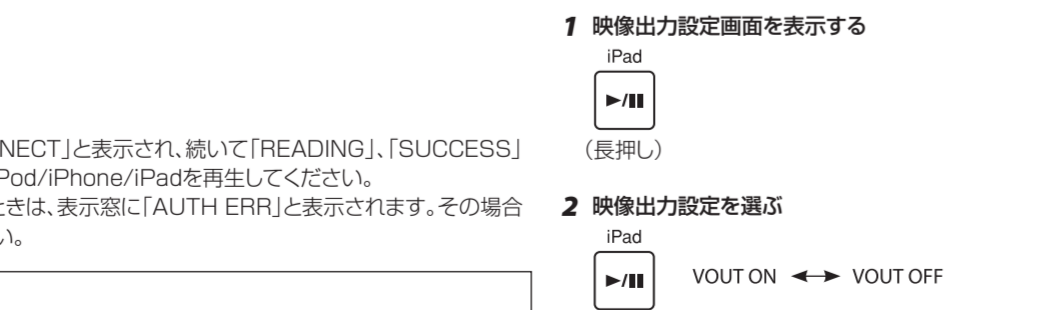 NECT」と表示され、続いて「READING」、「SUCCESS」
Pod/iPhone/iPadを再生してください。
ときは、表示窓に「AUTH ERR」と表示されます。その場合
い。
1 映像出力設定画面を表示する
iPad
►/II
（長押し）
2 映像出力設定を選ぶ
iPad
►/II
VOUT ON ◄─► VOUT OFF